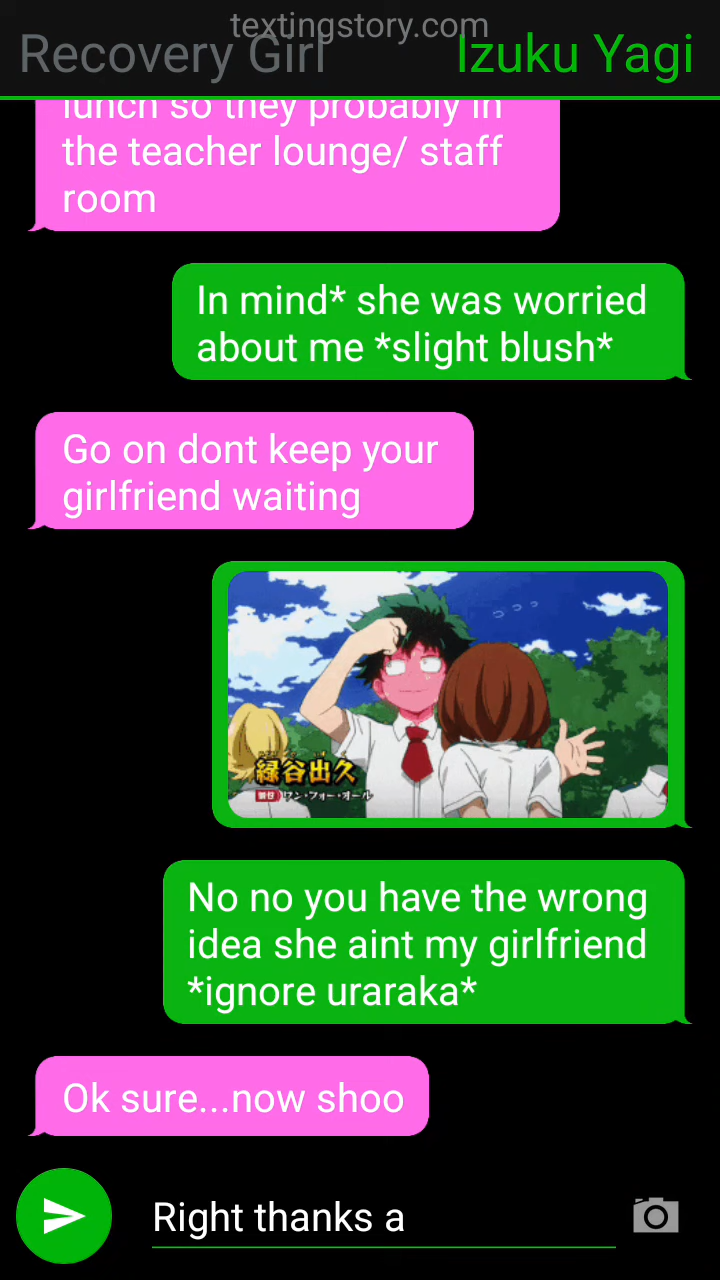 textingstory.com
Recovery Girl
Izuku Yagi
lunch so they probably in
the teacher lounge/ staff
room
In mind* she was worried
about me *slight blush*
Go on dont keep your
girlfriend waiting
緑谷出久
個性 ワン・フォー・オール
No no you have the wrong
idea she aint my girlfriend
*ignore uraraka*
Ok sure...now shoo
Right thanks a